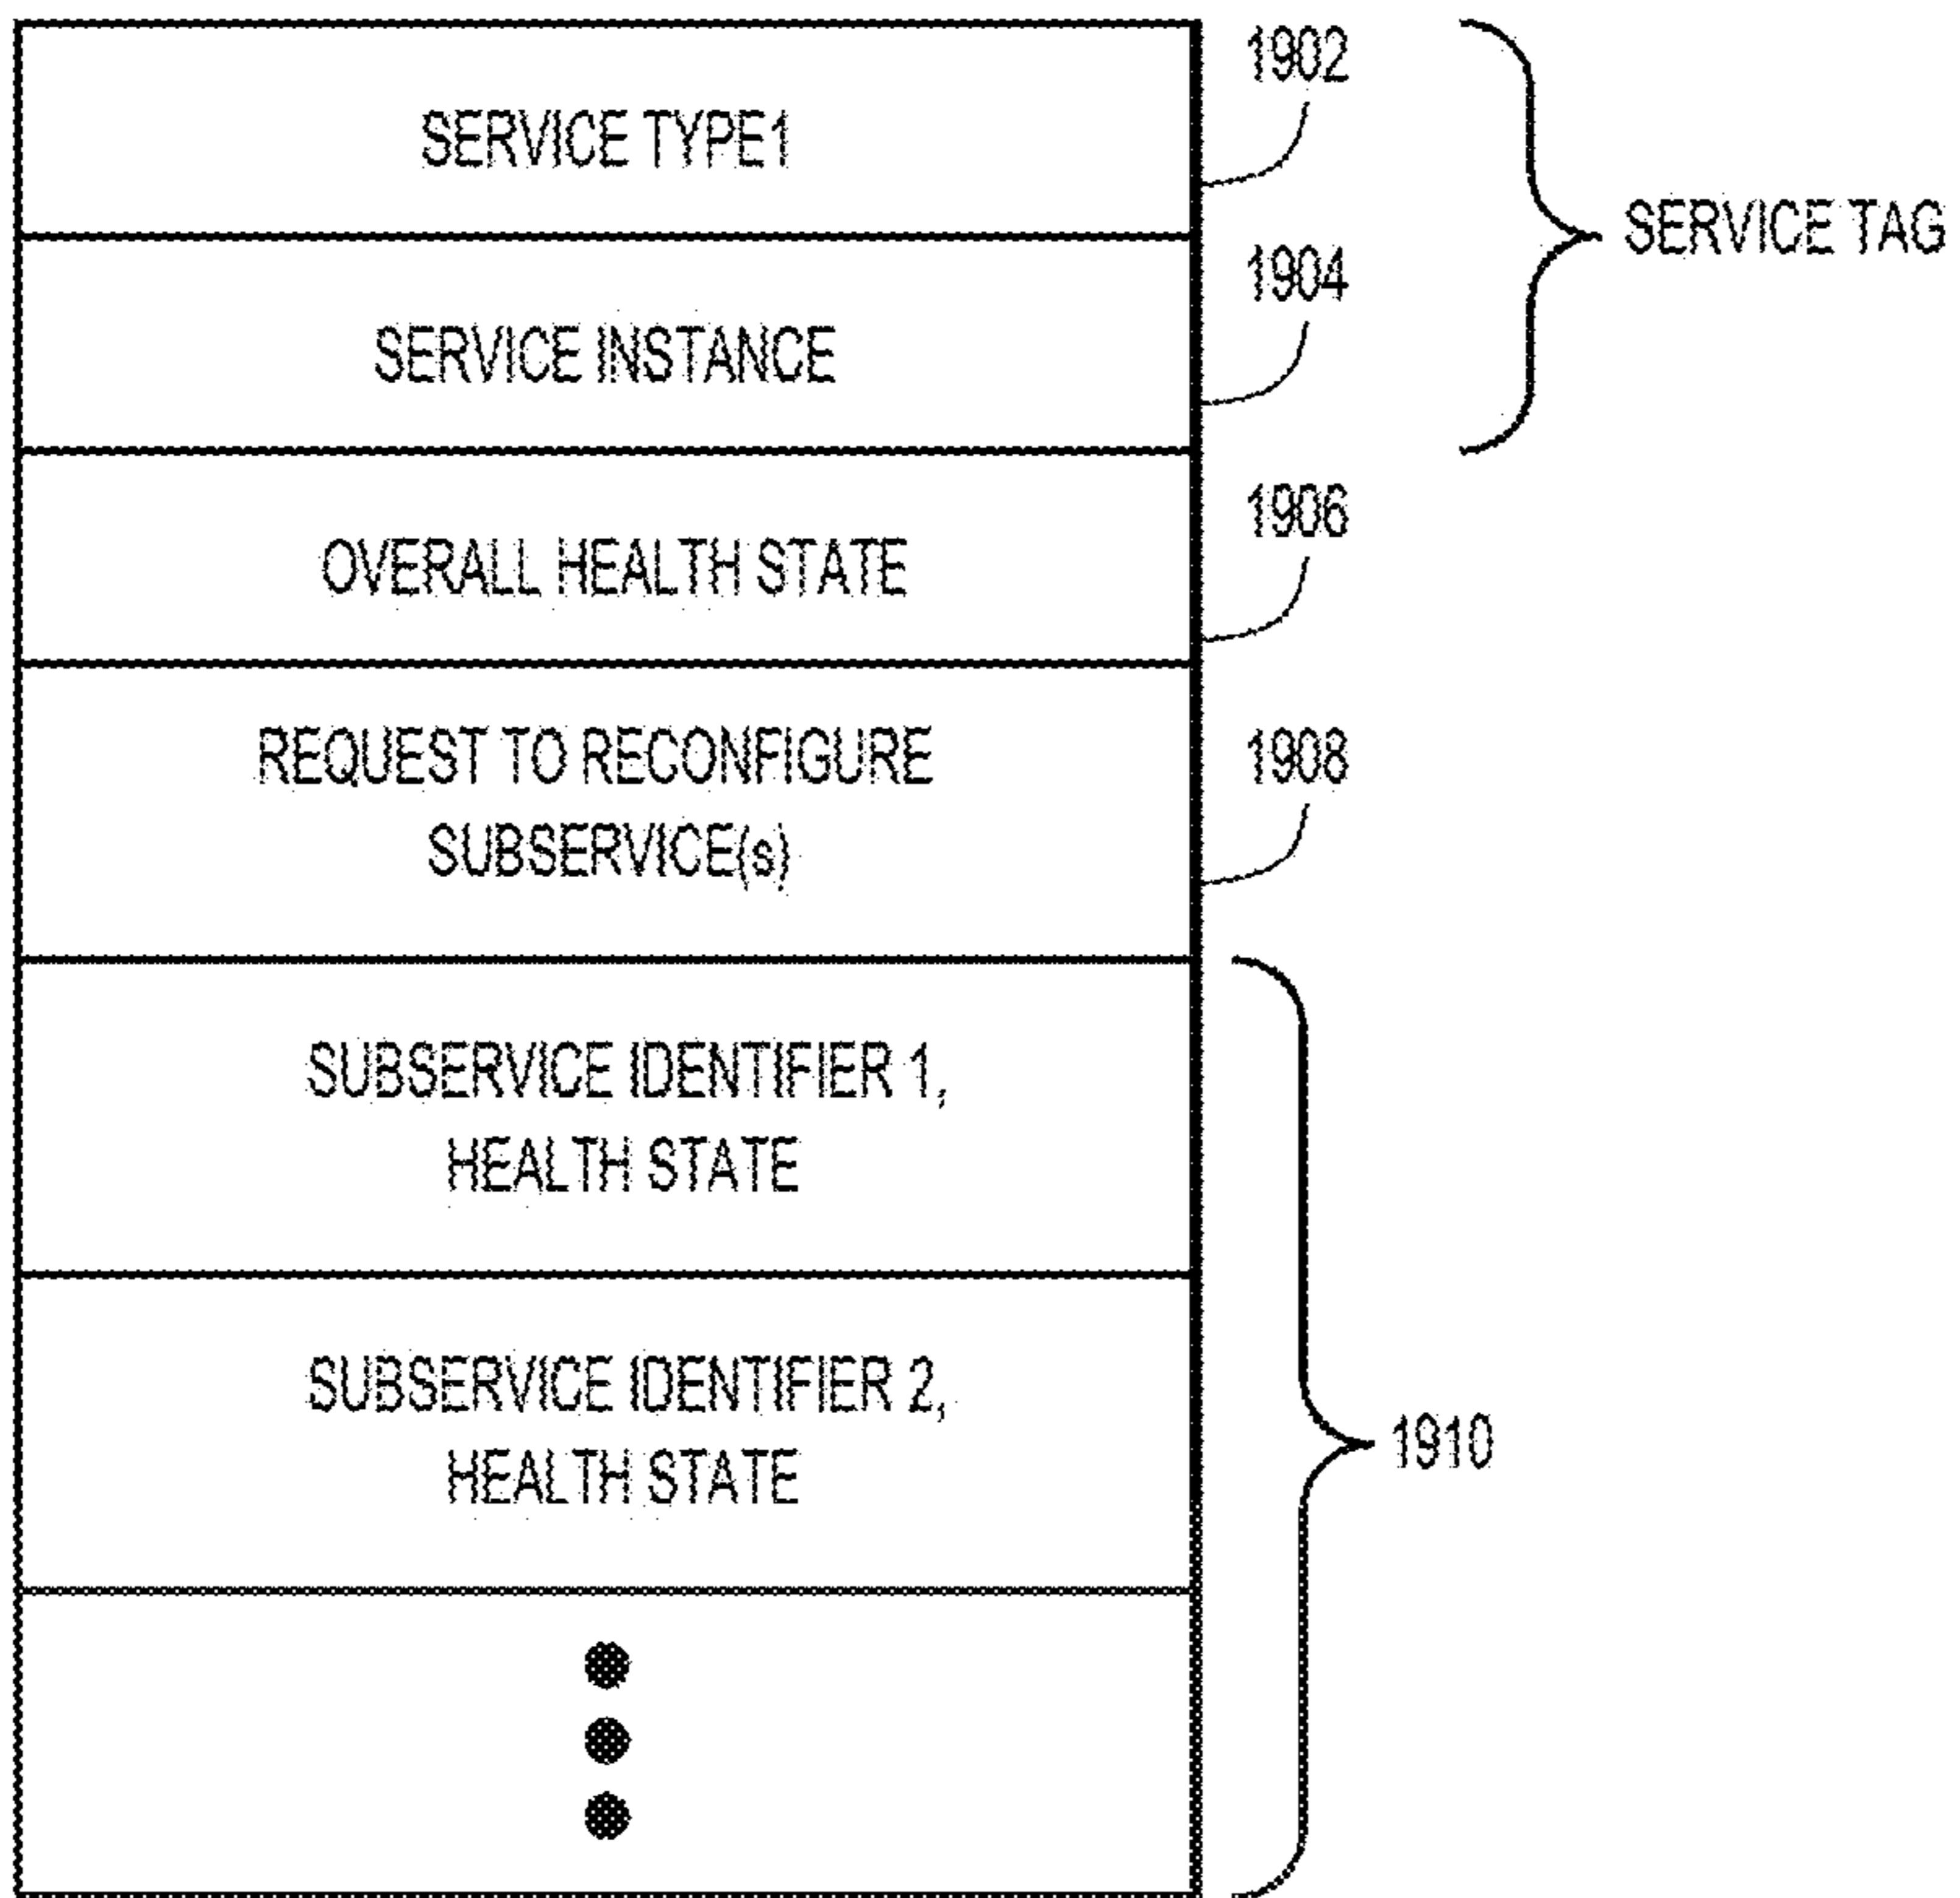 SERVICE TYPE1
1902
SERVICE TAG
SERVICE INSTANCE
1904
OVERALL HEALTH STATE
1906
REQUEST TO RECONFIGURE
SUBSERVICE(s)
1908
SUBSERVICE IDENTIFIER 1,
HEALTH STATE
SUBSERVICE IDENTIFIER 2,
HEALTH STATE
1910